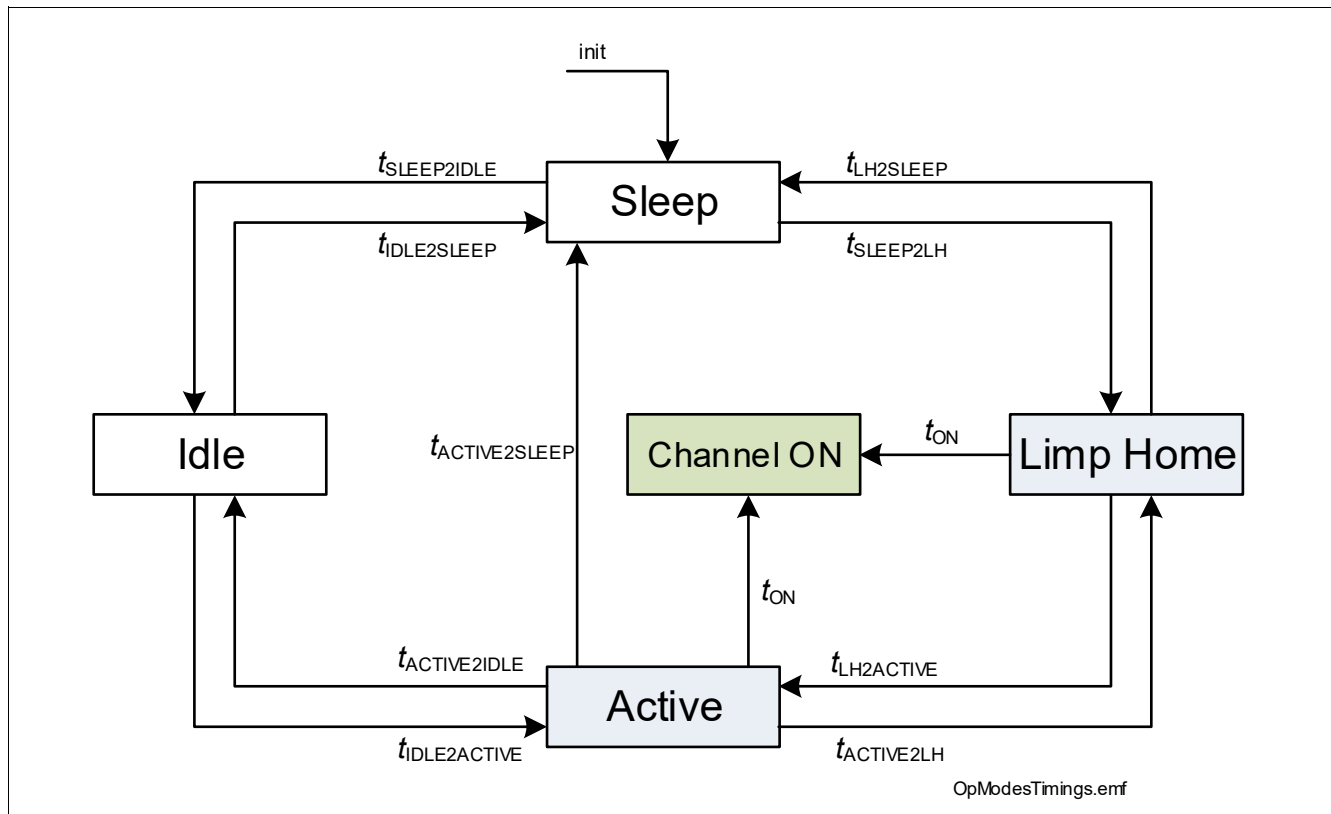 init
tSLEEP2IDLE
tLH2SLEEP
Sleep
tIDLE2SLEEP
tSLEEP2LH
Idle
tACTIVE2SLEEP
Channel ON
tON
Limp Home
tON
tACTIVE2IDLE
tLH2ACTIVE
Active
tIDLE2ACTIVE
tACTIVE2LH
OpModesTimings.emf